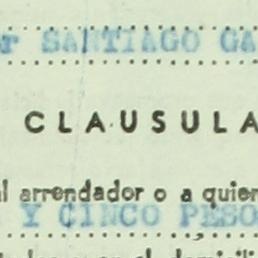 r SANTIAGO GA
CLAUSULA
al arrendador o a quien
Y CINCO PESO